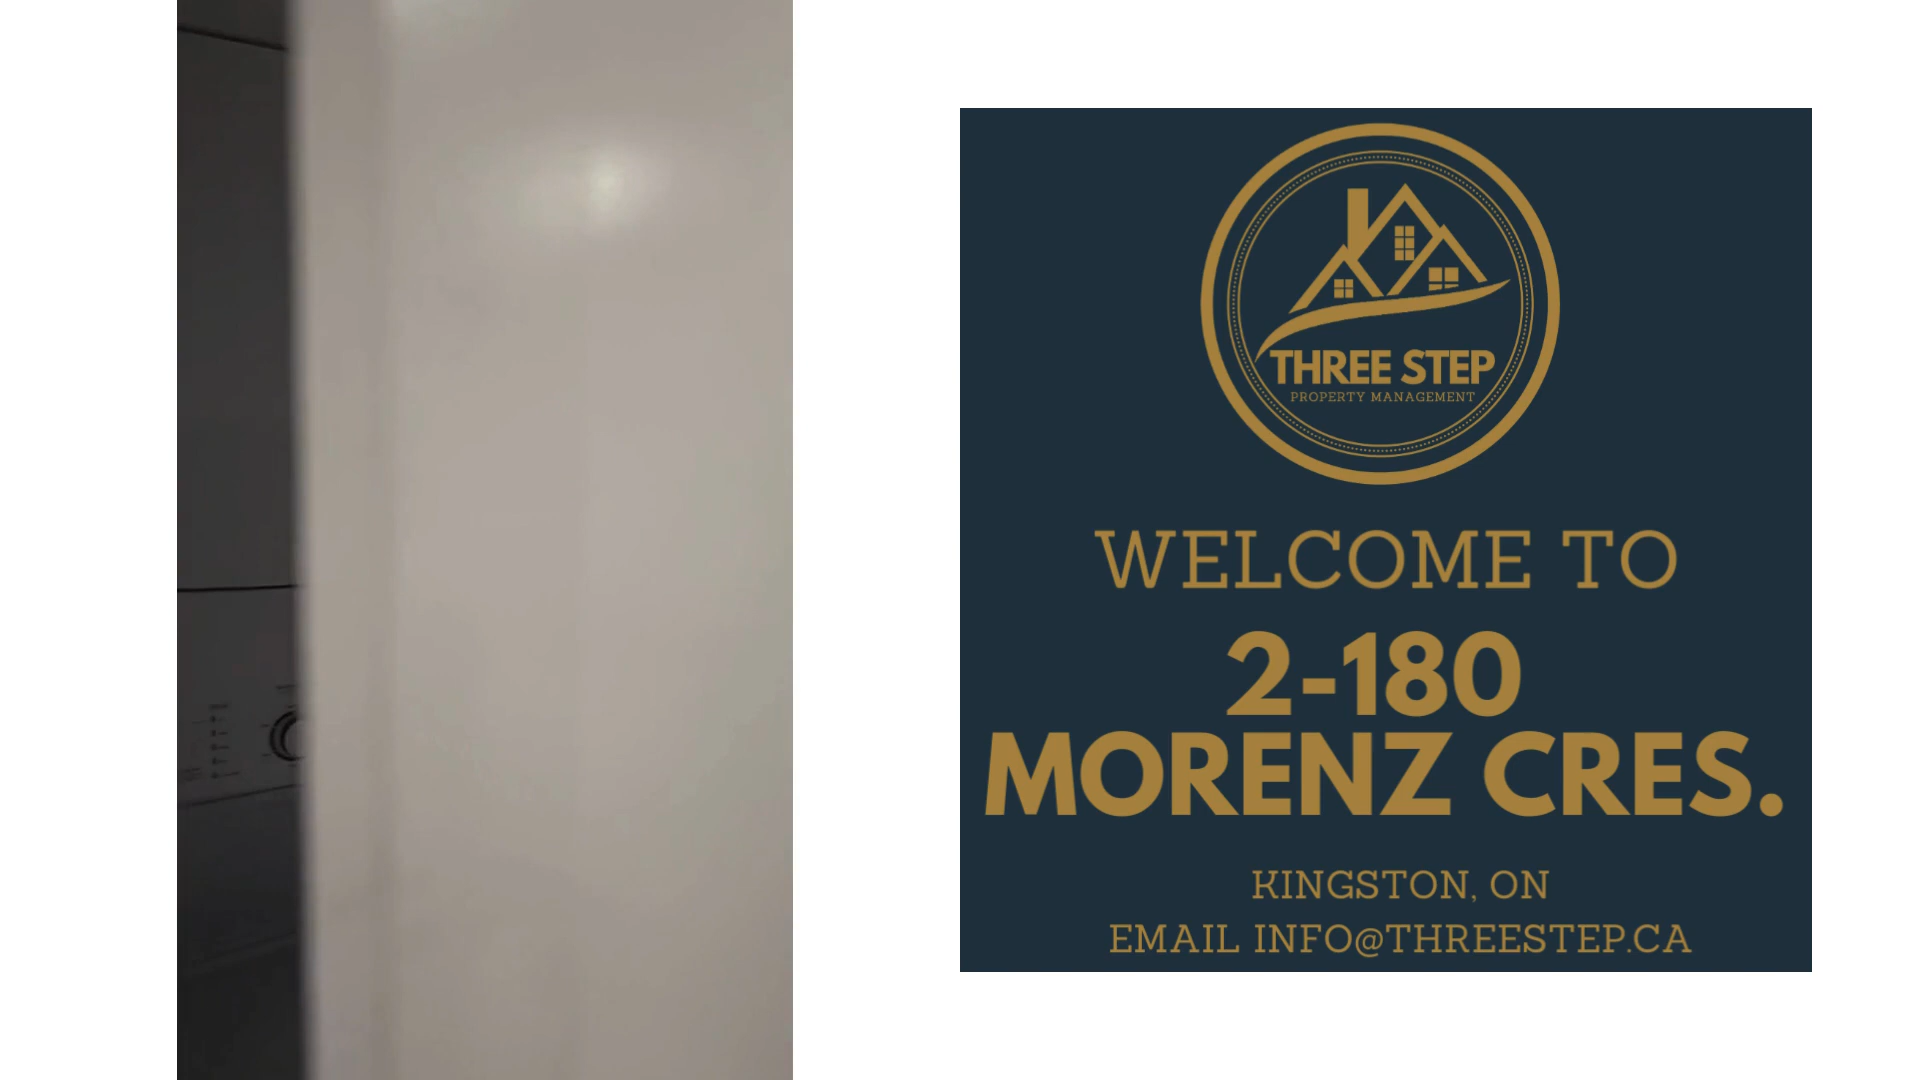 THREE STEP
PROPERTY MANAGEMENT
WELCOME TO
2-180
MORENZ CRES.
KINGSTON, ON
EMAIL INFO@THREESTEP.CA